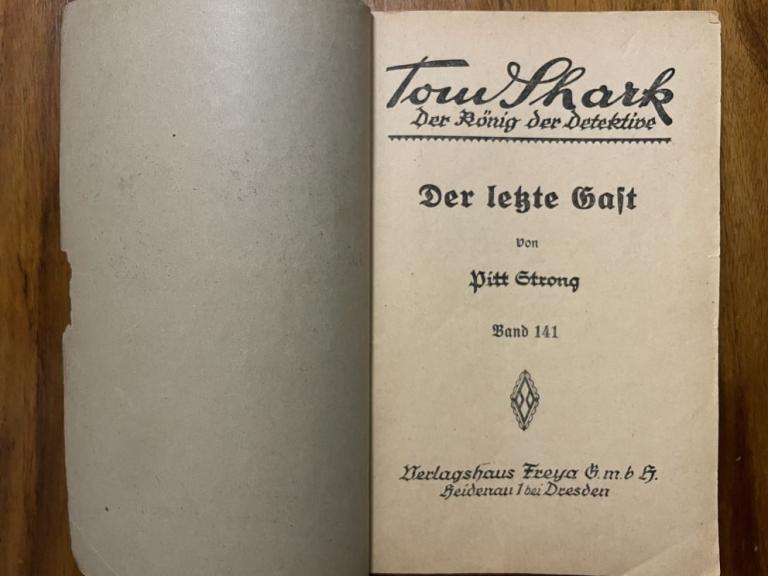 Tom Shark
Der König der Detektive
Der letzte Gast
von
Pitt Strong
Band 141
Verlagshaus Freya G. m. b H.
Heidenau 1 bei Dresden